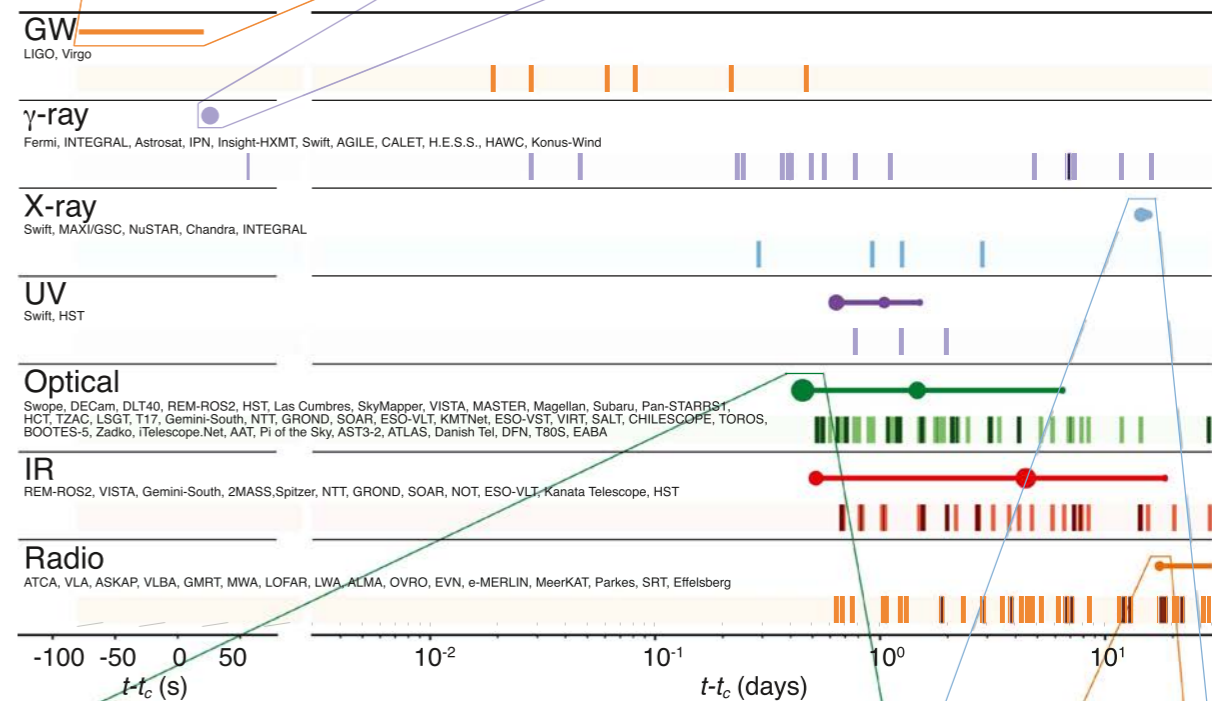 GW
LIGO, Virgo
γ-ray
Fermi, INTEGRAL, Astrosat, IPN, Insight-HXMT, Swift, AGILE, CALET, H.E.S.S., HAWC, Konus-Wind
X-ray
Swift, MAXI/GSC, NuSTAR, Chandra, INTEGRAL
UV
Swift, HST
Optical
Swope, DECam, DLT40, REM-ROS2, HST, Las Cumbres, SkyMapper, VISTA, MASTER, Magellan, Subaru, Pan-STARRS1,
HCT, TZAC, LSGT, T17, Gemini-South, NTT, GROND, SOAR, ESO-VLT, KMTNet, ESO-VST, VIRT, SALT, CHILESCOPE, TOROS,
BOOTES-5, Zadko, iTelescope.Net, AAT, Pi of the Sky, AST3-2, ATLAS, Danish Tel, DFN, T80S, EABA
IR
REM-ROS2, VISTA, Gemini-South, 2MASS,Spitzer, NTT, GROND, SOAR, NOT, ESO-VLT, Kanata Telescope, HST
Radio
ATCA, VLA, ASKAP, VLBA, GMRT, MWA, LOFAR, LWA, ALMA, OVRO, EVN, e-MERLIN, MeerKAT, Parkes, SRT, Effelsberg
-100 -50 0 50 10⁻² 10⁻¹ 10⁰ 10¹
t-t_c (s) t-t_c (days)